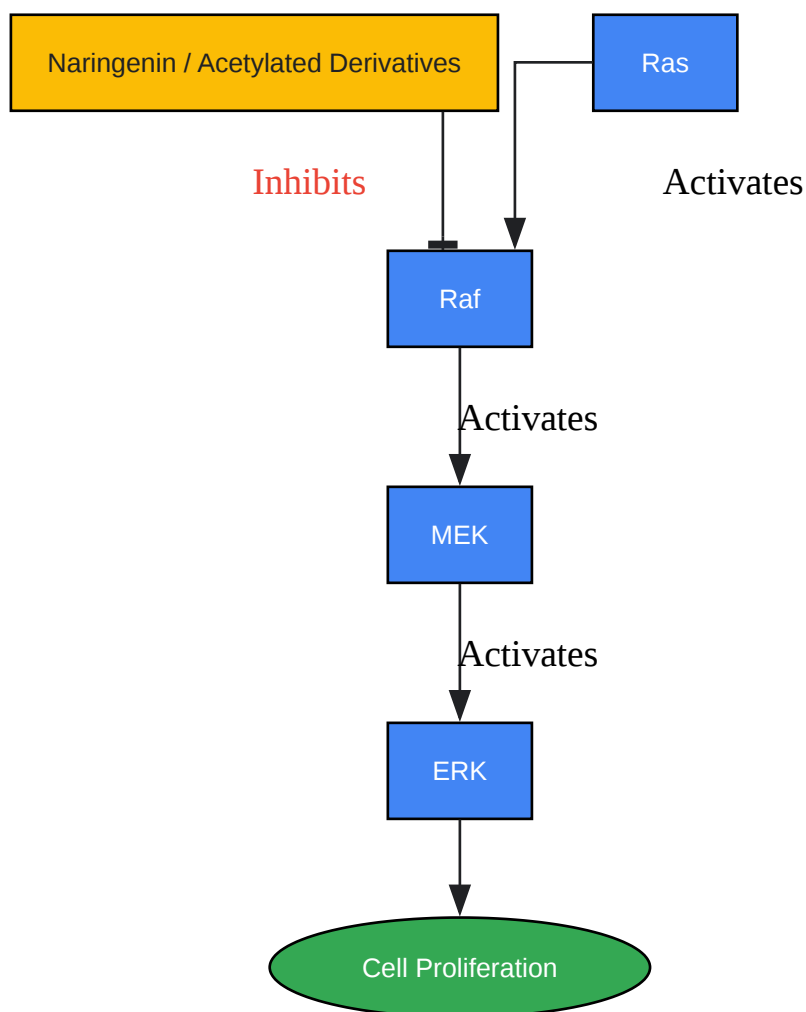 Naringenin / Acetylated Derivatives
Ras
Inhibits
Activates
Raf
Activates
MEK
Activates
ERK
Cell Proliferation